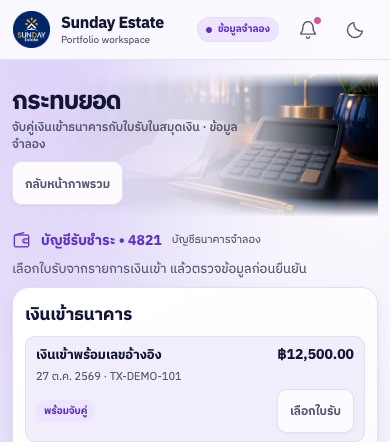 SUNDAY
Estate
Sunday Estate
Portfolio workspace
ข้อมูลจำลอง
กระทบยอด
จับคู่เงินเข้าธนาคารกับใบรับในสมุดเงิน · ข้อมูล
จำลอง
กลับหน้าภาพรวม
บัญชีรับชำระ • 4821 บัญชีธนาคารจำลอง
เลือกใบรับจากรายการเงินเข้า แล้วตรวจข้อมูลก่อนยืนยัน
เงินเข้าธนาคาร
เงินเข้าพร้อมเลขอ้างอิง ฿12,500.00
27 ต.ค. 2569 · TX-DEMO-101
พร้อมจับคู่
เลือกใบรับ